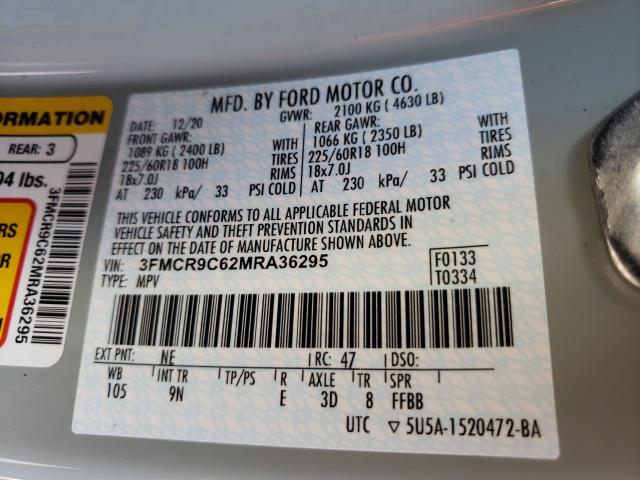 ORMATION
REAR: 3
04 lbs.
RS
OR
3FMCR9C62MRA36295
MFD. BY FORD MOTOR CO.
DATE: 12/20 GVWR: 2100 KG ( 4630 LB)
FRONT GAWR: REAR GAWR:
1089 KG ( 2400 LB) WITH 1066 KG ( 2350 LB) WITH
225/60R18 100H TIRES 225/60R18 100H TIRES
18x7.0J RIMS 18x7.0J RIMS
AT 230 kPa/ 33 PSI COLD AT 230 kPa/ 33 PSI COLD
THIS VEHICLE CONFORMS TO ALL APPLICABLE FEDERAL MOTOR
VEHICLE SAFETY AND THEFT PREVENTION STANDARDS IN
EFFECT ON THE DATE OF MANUFACTURE SHOWN ABOVE.
VIN: 3FMCR9C62MRA36295 F0133
TYPE: MPV T0334
EXT PNT: NE RC: 47 DSO:
WB INT TR TP/PS R AXLE TR SPR
105 9N E 3D 8 FFBB
UTC ▽ 5U5A-1520472-BA